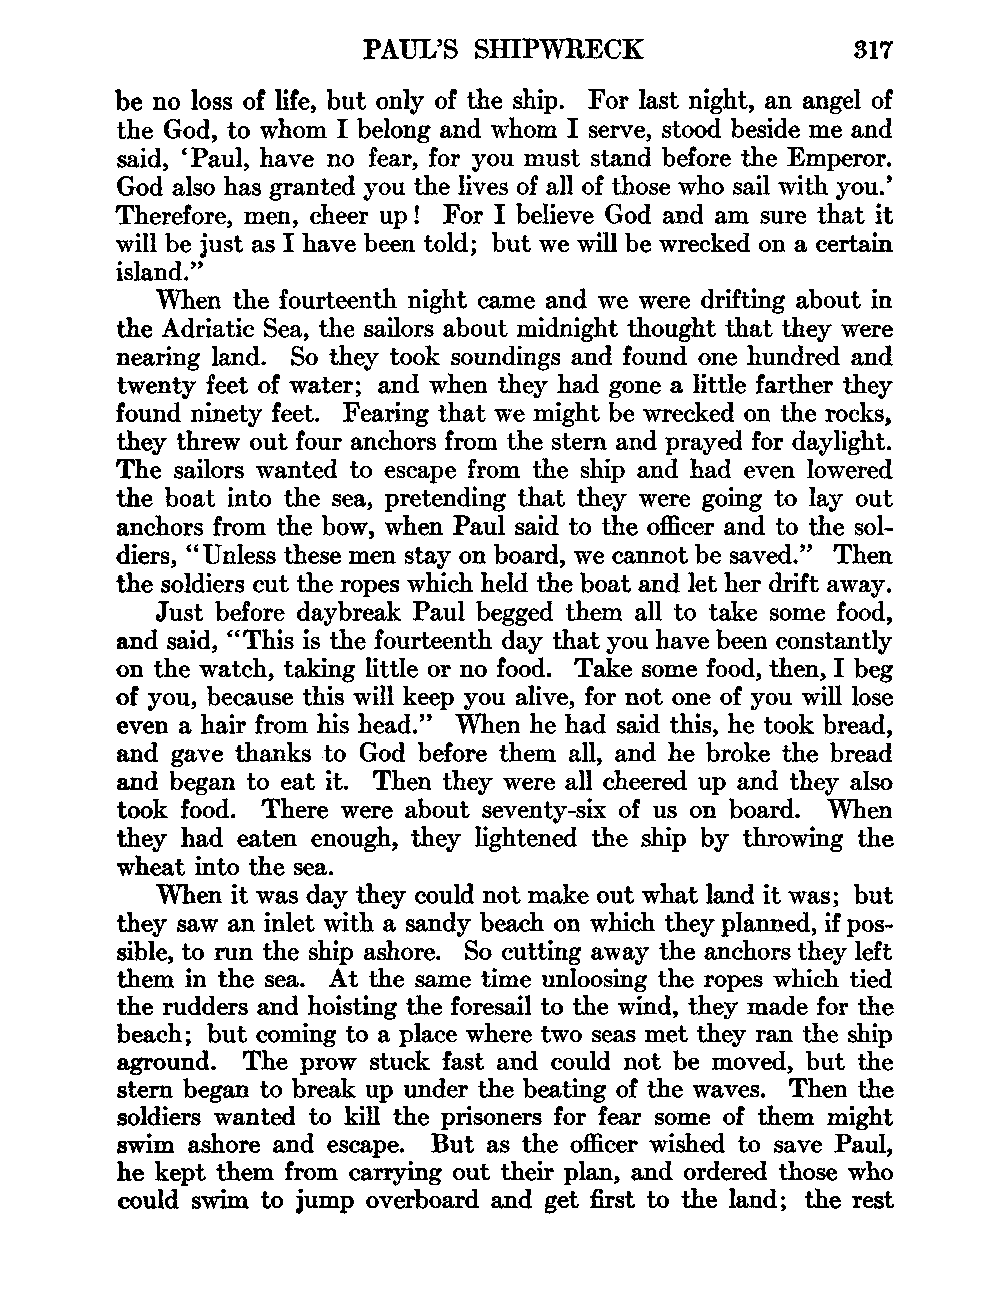 PAUL'S SHIPWRECK 317
be no loss of life, but only of the ship. For last night, an angel of
the God, to whom I belong and whom I serve, stood beside me and
said, ‘Paul, have no fear, for you must stand before the Emperor.
God also has granted you the lives of all of those who sail with you.’
Therefore, men, cheer up! For I believe God and am sure that it
will be just as I have been told; but we will be wrecked on a certain
island.”
When the fourteenth night came and we were drifting about in
the Adriatic Sea, the sailors about midnight thought that they were
nearing land. So they took soundings and found one hundred and
twenty feet of water; and when they had gone a little farther they
found ninety feet. Fearing that we might be wrecked on the rocks,
they threw out four anchors from the stern and prayed for daylight.
The sailors wanted to escape from the ship and had even lowered
the boat into the sea, pretending that they were going to lay out
anchors from the bow, when Paul said to the officer and to the sol-
diers, “Unless these men stay on board, we cannot be saved.” Then
the soldiers cut the ropes which held the boat and let her drift away.
Just before daybreak Paul begged them all to take some food,
and said, “This is the fourteenth day that you have been constantly
on the watch, taking little or no food. Take some food, then, I beg
of you, because this will keep you alive, for not one of you will lose
even a hair from his head.” When he had said this, he took bread,
and gave thanks to God before them all, and he broke the bread
and began to eat it. Then they were all cheered up and they also
took food. There were about seventy-six of us on board. When
they had eaten enough, they lightened the ship by throwing the
wheat into the sea.
When it was day they could not make out what land it was; but
they saw an inlet with a sandy beach on which they planned, if pos-
sible, to run the ship ashore. So cutting away the anchors they left
them in the sea. At the same time unloosing the ropes which tied
the rudders and hoisting the foresail to the wind, they made for the
beach; but coming to a place where two seas met they ran the ship
aground. The prow stuck fast and could not be moved, but the
stern began to break up under the beating of the waves. Then the
soldiers wanted to kill the prisoners for fear some of them might
swim ashore and escape. But as the officer wished to save Paul,
he kept them from carrying out their plan, and ordered those who
could swim to jump overboard and get first to the land; the rest